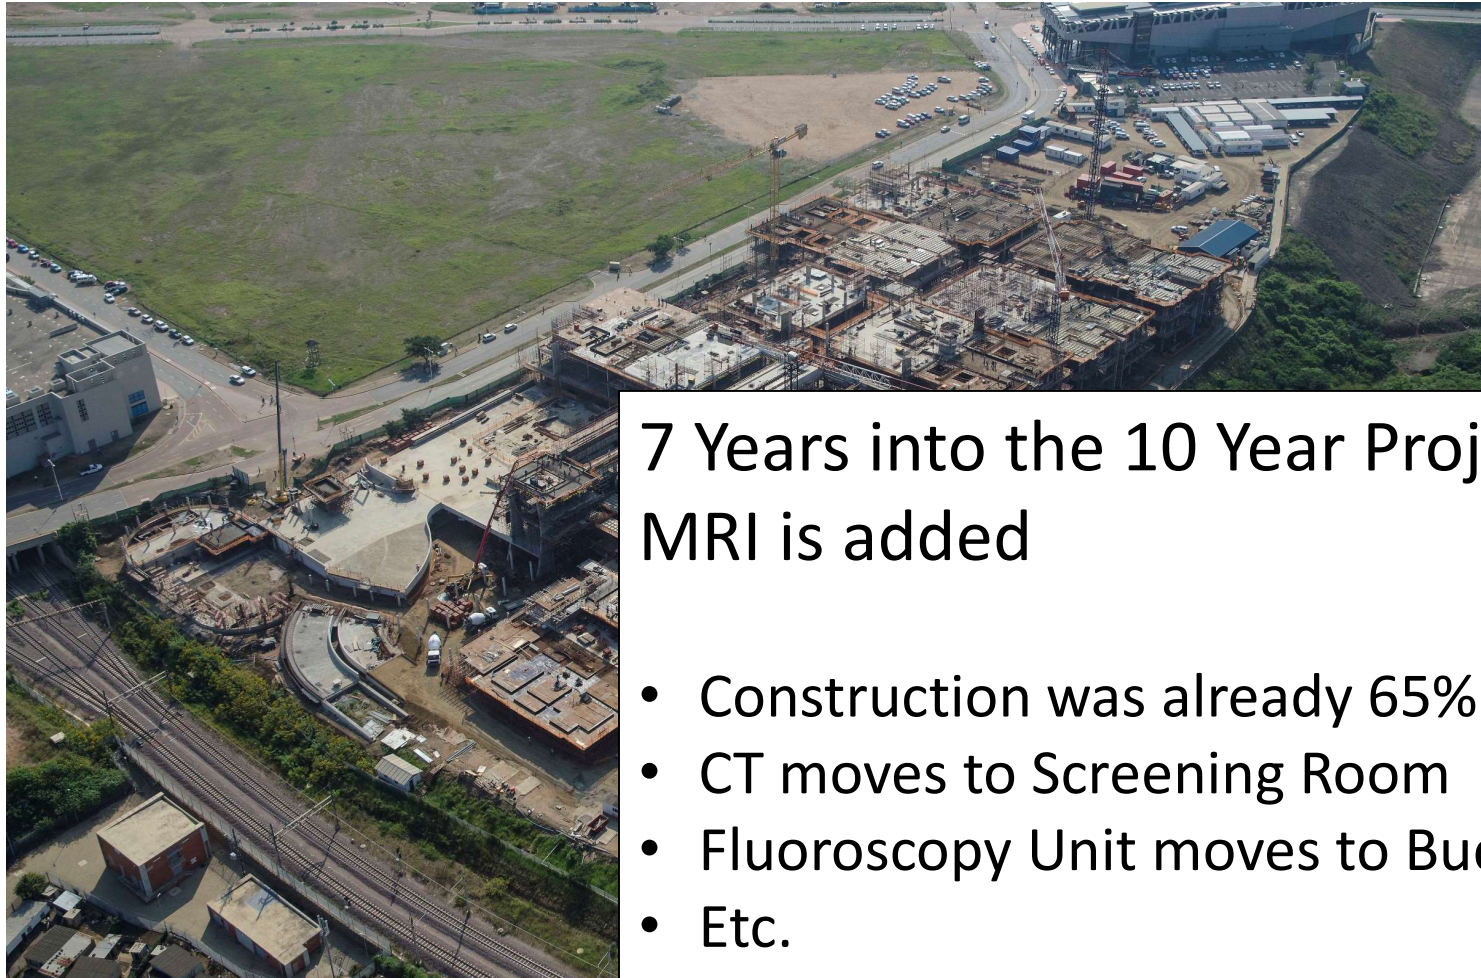 7 Years into the 10 Year Proj
MRI is added
• Construction was already 65%
• CT moves to Screening Room
• Fluoroscopy Unit moves to Bu
• Etc.